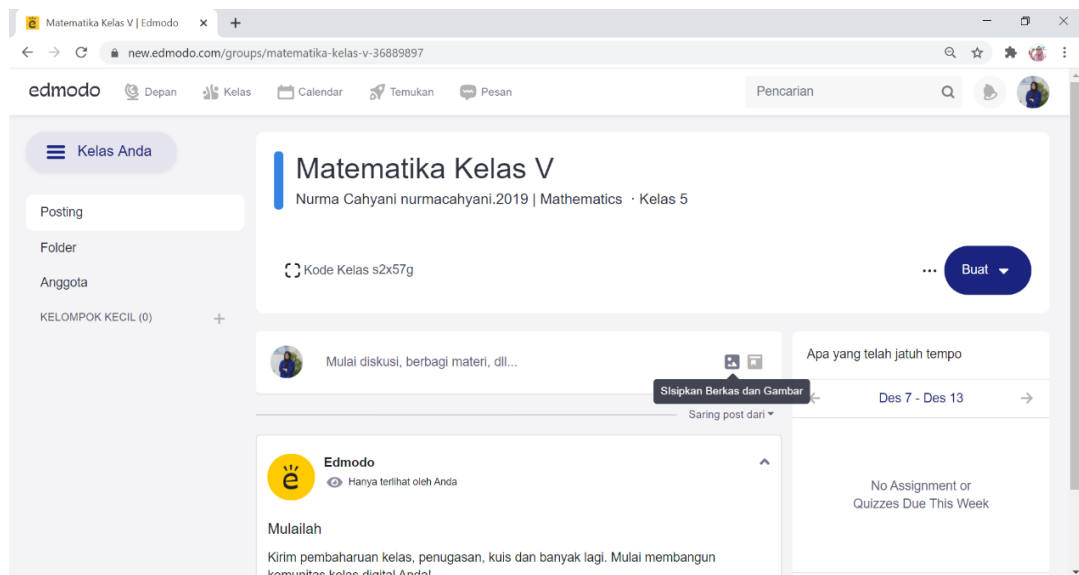 Matematika Kelas V | Edmodo
new.edmodo.com/groups/matematika-kelas-v-36889897
edmodo Depan Kelas Calendar Temukan Pesan Pencarian
Kelas Anda
Posting
Folder
Anggota
KELOMPOK KECIL (0)
Matematika Kelas V
Nurma Cahyani nurmacahyani.2019 | Mathematics · Kelas 5
Kode Kelas s2x57g
Buat
Mulai diskusi, berbagi materi, dll...
SIsipkan Berkas dan Gambar
Saring post dari
ë
Edmodo
Hanya terlihat oleh Anda
Mulailah
Kirim pembaharuan kelas, penugasan, kuis dan banyak lagi. Mulai membangun
komunitas kelas digital Anda!
Apa yang telah jatuh tempo
Des 7 - Des 13
No Assignment or
Quizzes Due This Week